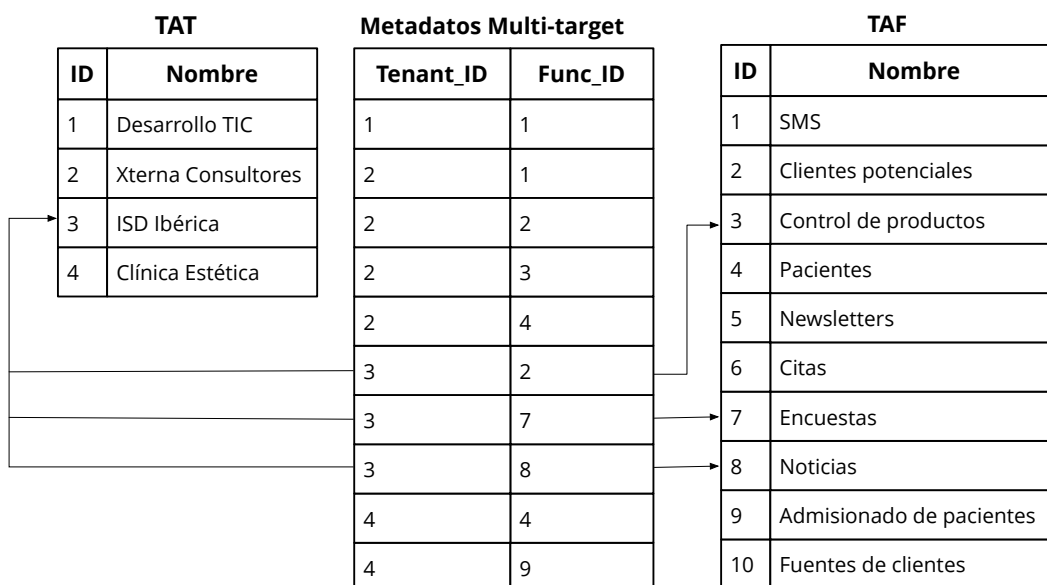 TAT
ID Nombre
1 Desarrollo TIC
2 Xterna Consultores
3 ISD Ibérica
4 Clínica Estética
Metadatos Multi-target
Tenant_ID Func_ID
1 1
2 1
2 2
2 3
2 4
3 2
3 7
3 8
4 4
4 9
TAF
ID Nombre
1 SMS
2 Clientes potenciales
3 Control de productos
4 Pacientes
5 Newsletters
6 Citas
7 Encuestas
8 Noticias
9 Admisionado de pacientes
10 Fuentes de clientes